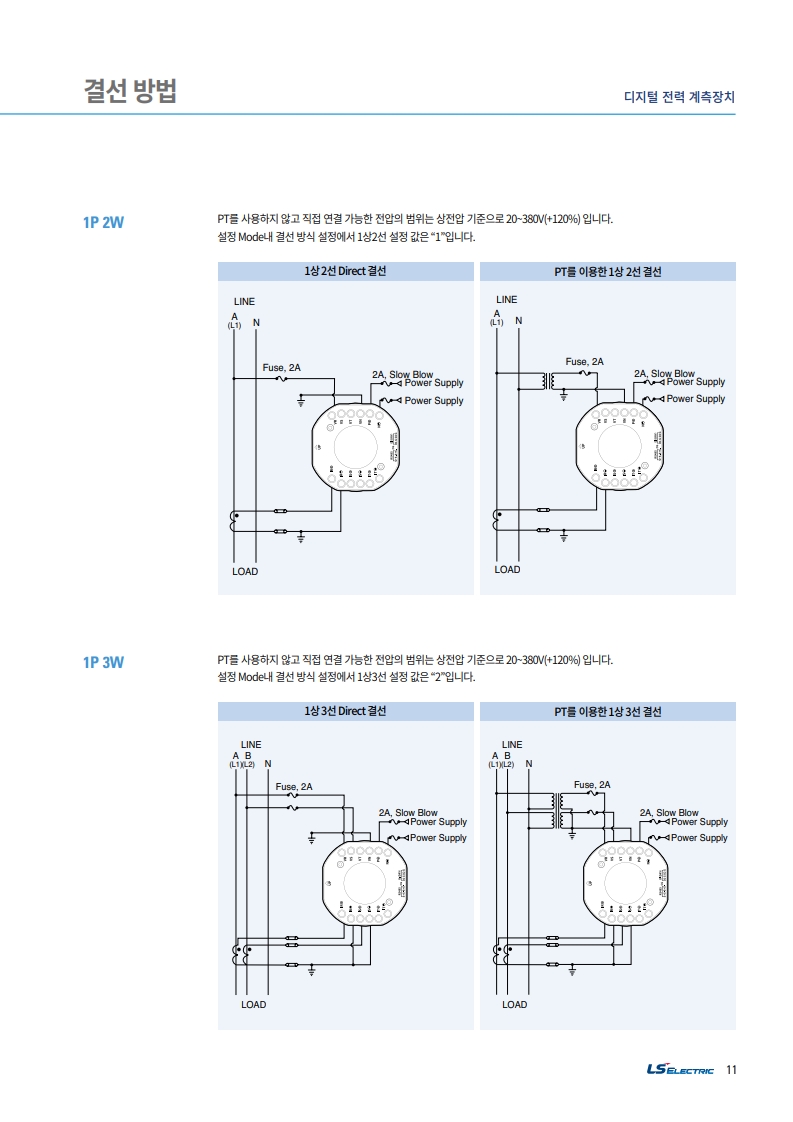 결선 방법
디지털 전력 계측장치
1P 2W
PT를 사용하지 않고 직접 연결 가능한 전압의 범위는 상전압 기준으로 20~380V(+120%) 입니다.
설정 Mode내 결선 방식 설정에서 1상2선 설정 값은 “1”입니다.
1상 2선 Direct 결선
LINE
A
(L1)
N
Fuse, 2A
2A, Slow Blow
Power Supply
Power Supply
LOAD
PT를 이용한 1상 2선 결선
LINE
A
(L1)
N
Fuse, 2A
2A, Slow Blow
Power Supply
Power Supply
LOAD
1P 3W
PT를 사용하지 않고 직접 연결 가능한 전압의 범위는 상전압 기준으로 20~380V(+120%) 입니다.
설정 Mode내 결선 방식 설정에서 1상3선 설정 값은 “2”입니다.
1상 3선 Direct 결선
LINE
A B
(L1)(L2) N
Fuse, 2A
2A, Slow Blow
Power Supply
Power Supply
LOAD
PT를 이용한 1상 3선 결선
LINE
A B
(L1)(L2) N
Fuse, 2A
2A, Slow Blow
Power Supply
Power Supply
LOAD
LS ELECTRIC 11